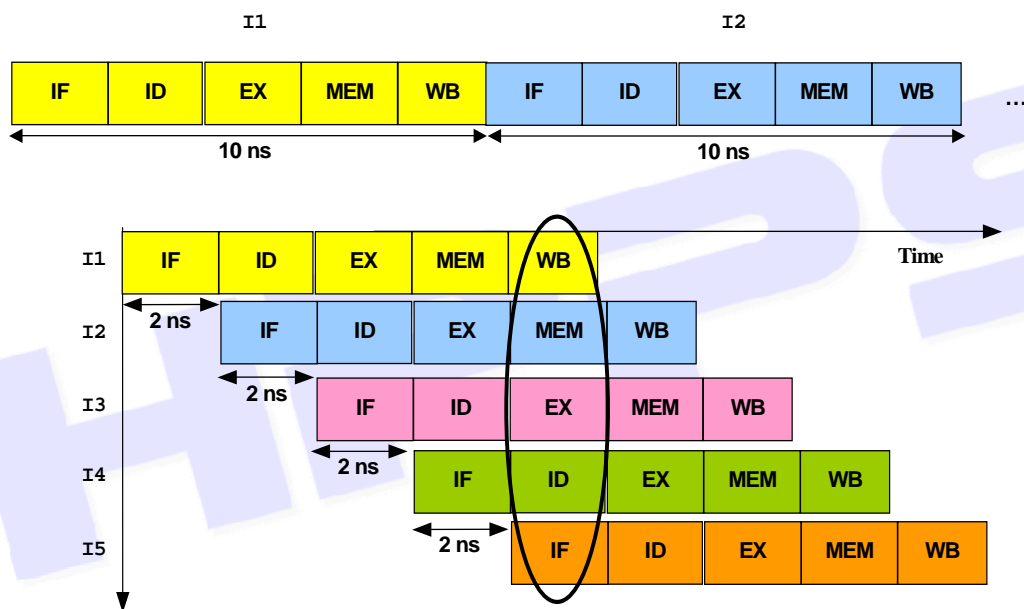 I1 I2
IF ID EX MEM WB IF ID EX MEM WB ...
10 ns 10 ns
Time
I1 IF ID EX MEM WB
2 ns
I2 IF ID EX MEM WB
2 ns
I3 IF ID EX MEM WB
2 ns
I4 IF ID EX MEM WB
2 ns
I5 IF ID EX MEM WB